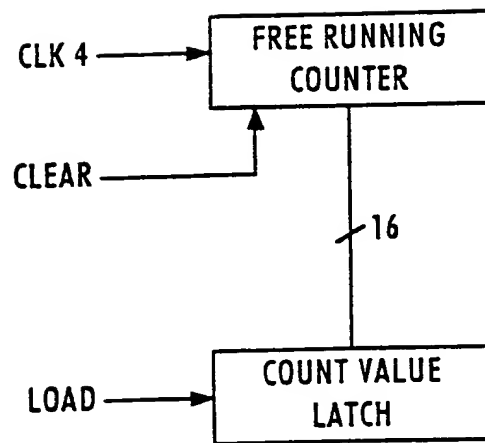 CLK 4
FREE RUNNING
COUNTER
CLEAR
16
LOAD
COUNT VALUE
LATCH